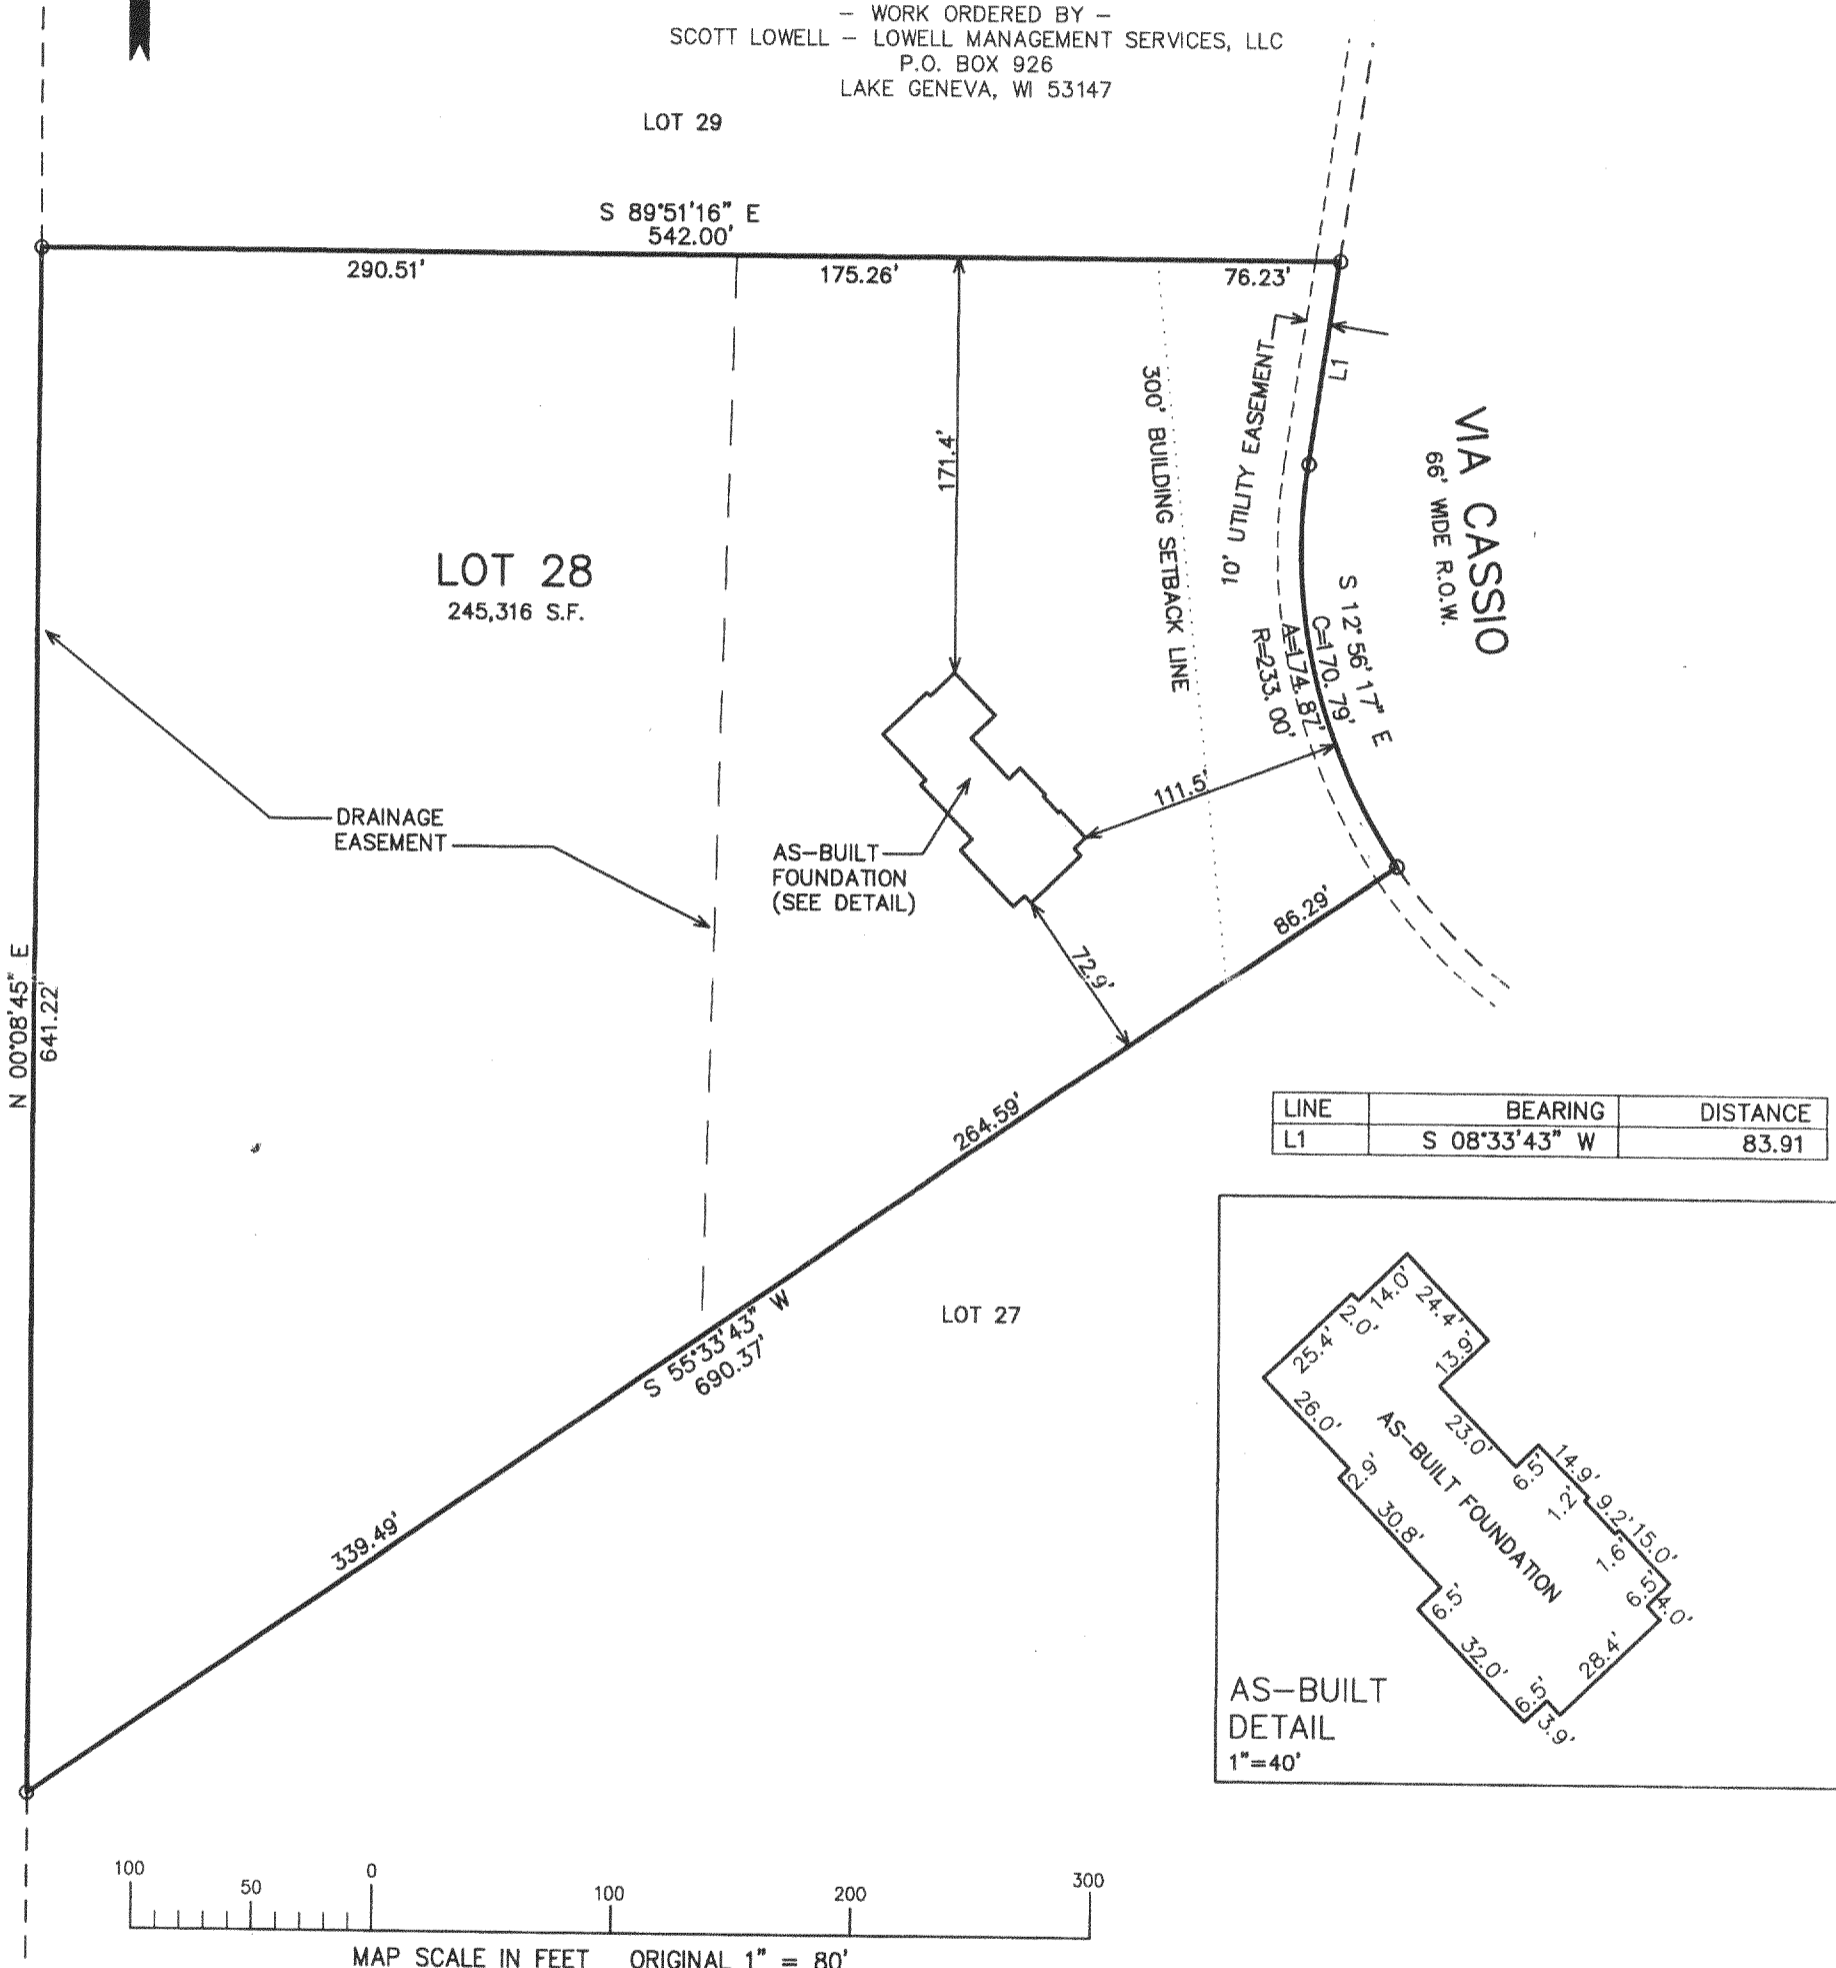 – WORK ORDERED BY –
SCOTT LOWELL – LOWELL MANAGEMENT SERVICES, LLC
P.O. BOX 926
LAKE GENEVA, WI 53147
LOT 29
S 89°51'16" E
542.00'
290.51'
175.26'
76.23'
L1
10' UTILITY EASEMENT
300' BUILDING SETBACK LINE
171.4'
VIA CASSIO
66' WIDE R.O.W.
LOT 28
245,316 S.F.
S 12°56'17" E
C=170.79'
A=174.87'
R=233.00'
111.5'
DRAINAGE
EASEMENT
AS–BUILT
FOUNDATION
(SEE DETAIL)
86.29'
72.9'
N 00°08'45" E
641.22'
264.59'
LINE BEARING DISTANCE
L1 S 08°33'43" W 83.91
LOT 27
S 55°33'43" W
690.37'
339.49'
14.0'
24.4'
2.0'
25.4'
13.9'
26.0'
23.0'
AS–BUILT FOUNDATION
6.5'
14.9'
1.2'
9.2'
15.0'
1.6'
2.9'
30.8'
6.5'
4.0'
6.5'
32.0'
28.4'
6.5'
3.9'
AS–BUILT
DETAIL
1"=40'
100 50 0 100 200 300
MAP SCALE IN FEET ORIGINAL 1" = 80'